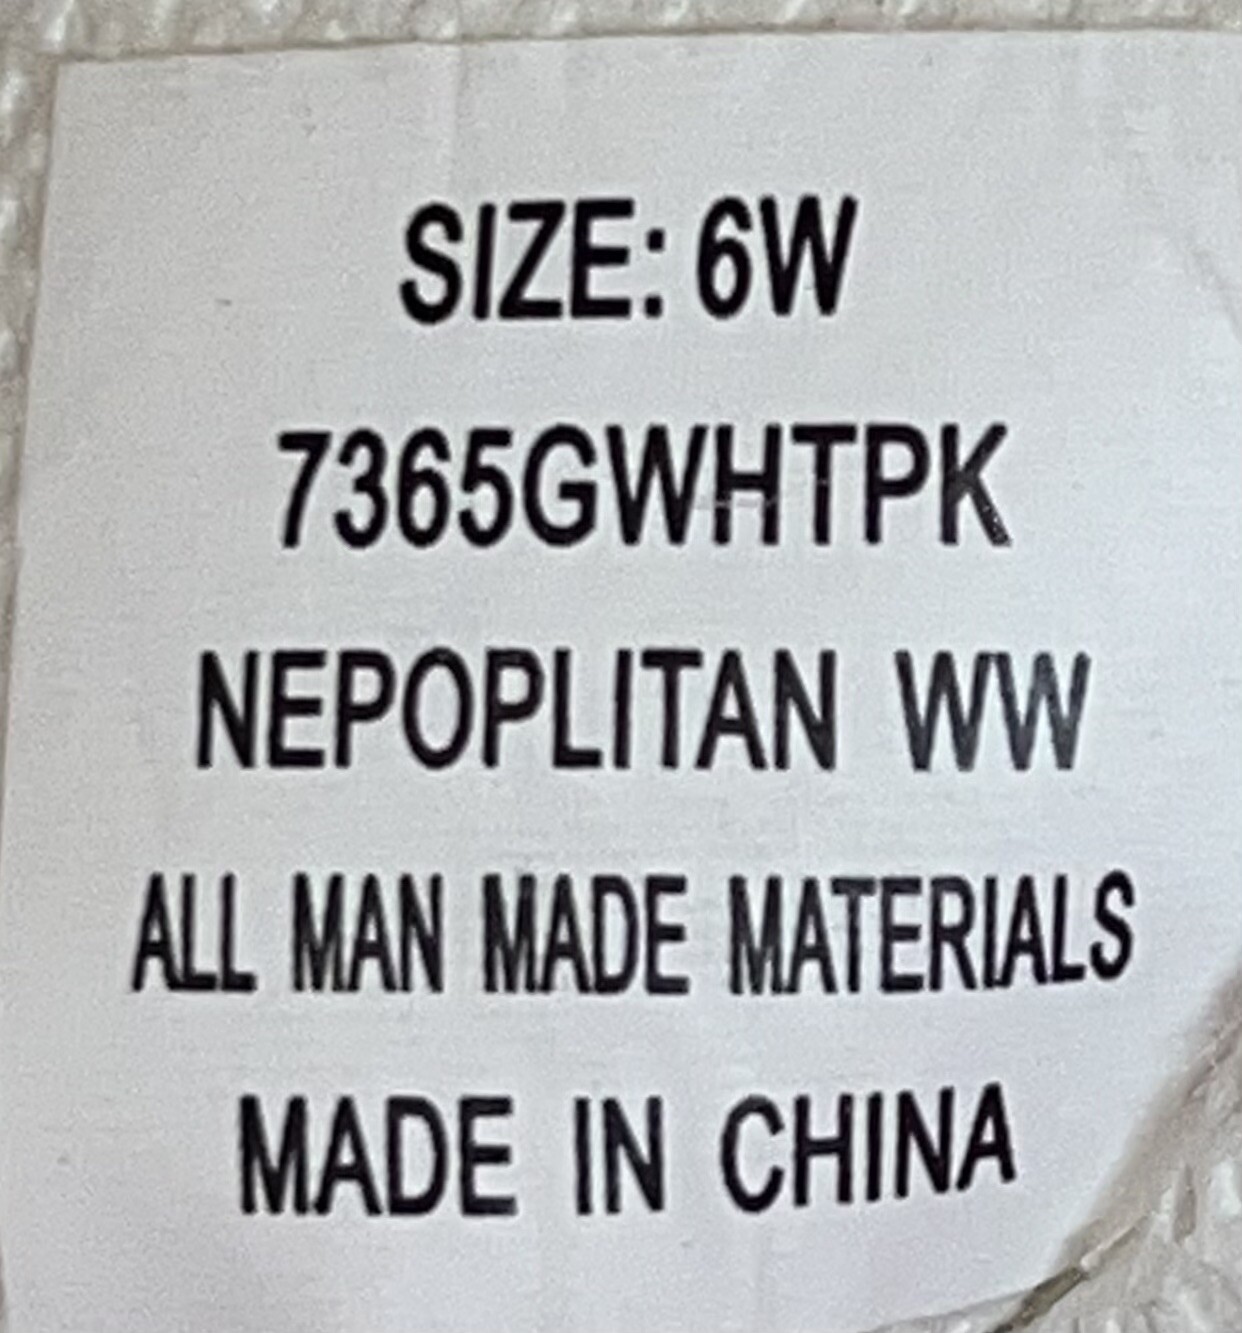 SIZE: 6W
7365GWHTPK
NEPOPLITAN WW
ALL MAN MADE MATERIALS
MADE IN CHINA